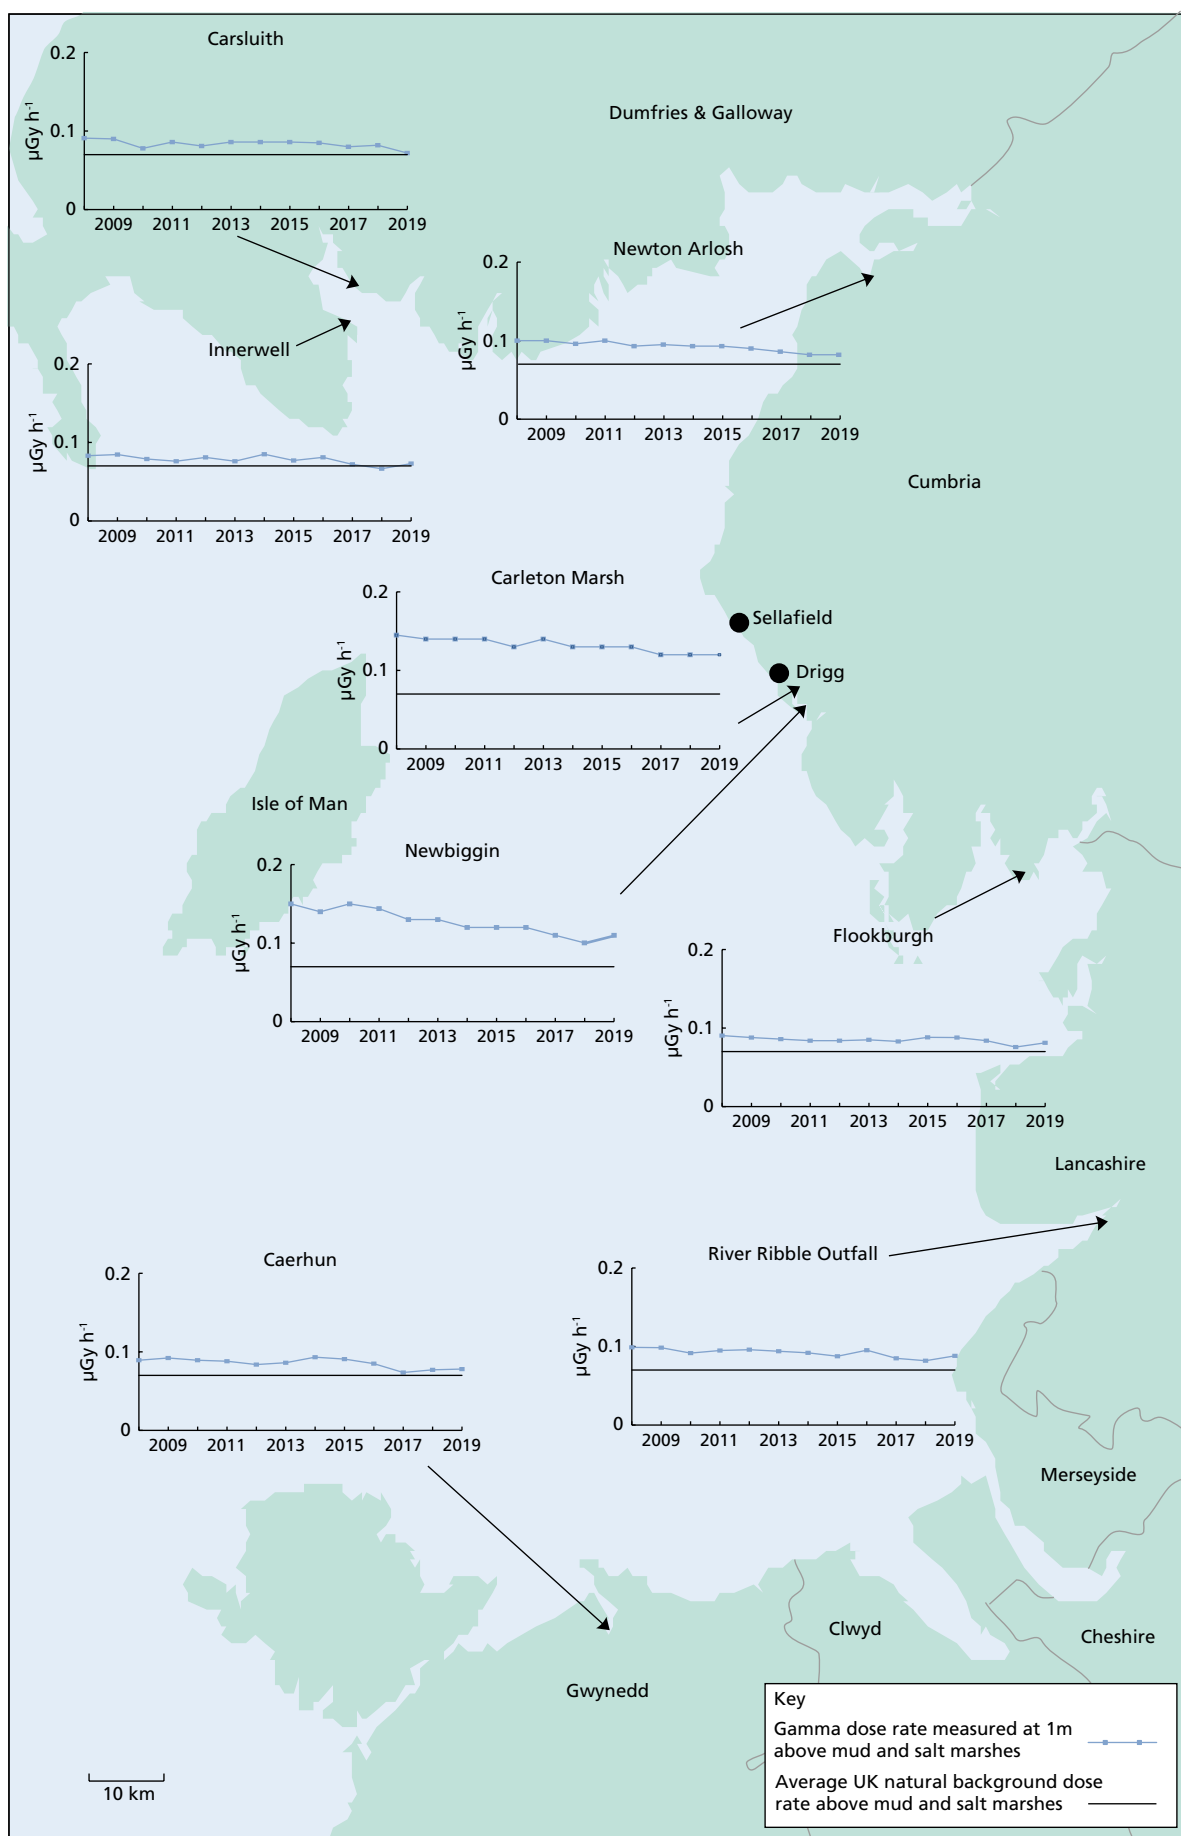 Carsluith
0.2
0.1
0
µGy h-1
2009 2011 2013 2015 2017 2019
Dumfries & Galloway
Newton Arlosh
0.2
0.1
0
µGy h-1
2009 2011 2013 2015 2017 2019
Innerwell
0.2
0.1
0
µGy h-1
2009 2011 2013 2015 2017 2019
Cumbria
Carleton Marsh
0.2
0.1
0
µGy h-1
2009 2011 2013 2015 2017 2019
Sellafield
Drigg
Isle of Man
Newbiggin
0.2
0.1
0
µGy h-1
2009 2011 2013 2015 2017 2019
Flookburgh
0.2
0.1
0
µGy h-1
2009 2011 2013 2015 2017 2019
Lancashire
Caerhun
0.2
0.1
0
µGy h-1
2009 2011 2013 2015 2017 2019
River Ribble Outfall
0.2
0.1
0
µGy h-1
2009 2011 2013 2015 2017 2019
Merseyside
Clwyd
Cheshire
Gwynedd
Key
Gamma dose rate measured at 1m
above mud and salt marshes
Average UK natural background dose
rate above mud and salt marshes
10 km